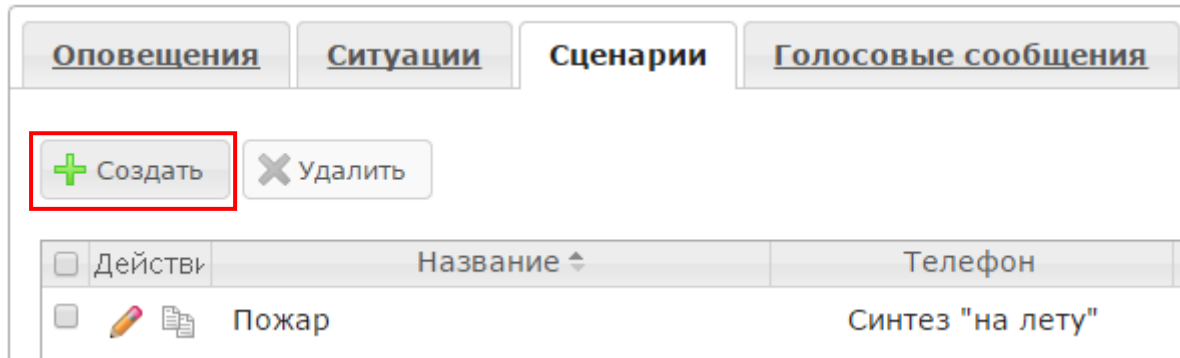 Оповещения Ситуации Сценарии Голосовые сообщения
Создать Удалить
Действи Название Телефон
Пожар Синтез "на лету"